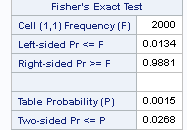 Fisher's Exact Test
Cell (1,1) Frequency (F) 2000
Left-sided Pr <= F 0.0134
Right-sided Pr >= F 0.9881
Table Probability (P) 0.0015
Two-sided Pr <= P 0.0268